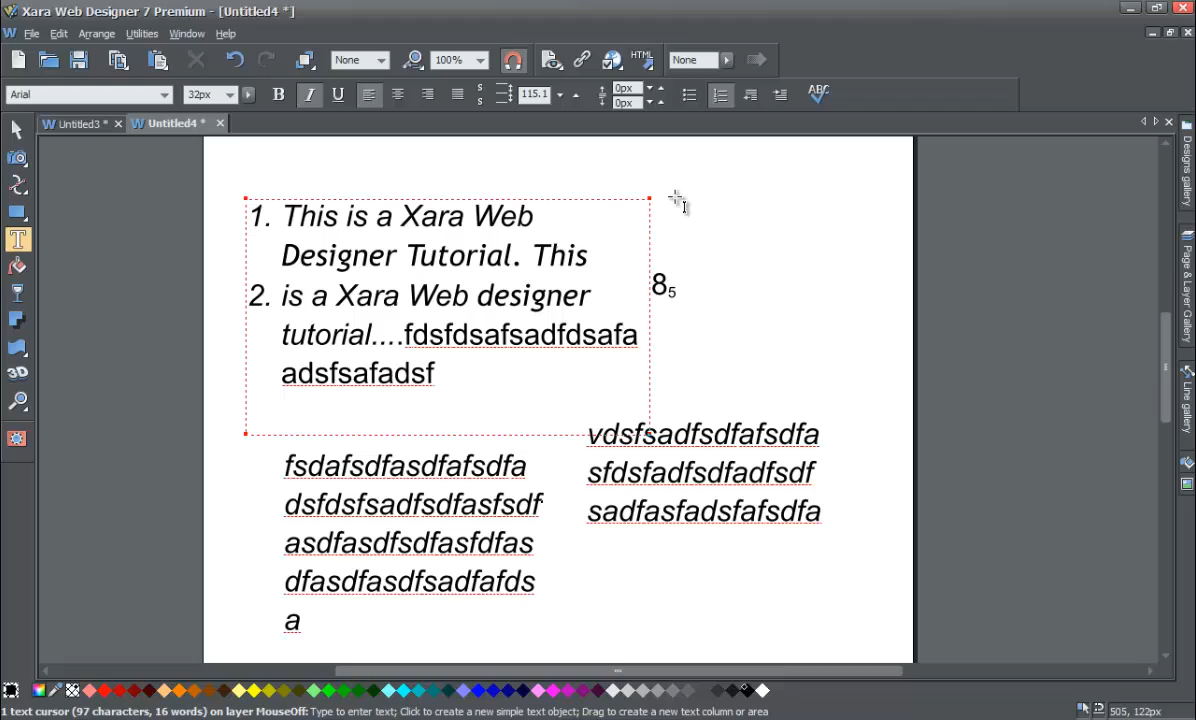 Xara Web Designer 7 Premium - [Untitled4 *]
File Edit Arrange Utilities Window Help
None 100% HTML None
Arial 32px B I U S S 115.1 0px 0px ABC
Untitled3 * Untitled4 *
1. This is a Xara Web
Designer Tutorial. This
2. is a Xara Web designer
tutorial....fdsfdsafsadfdsafa
adsfsafadsf
85
vdsfsadfsdfafsdfa
sfdsfadfsdfadfsdf
sadfasfadsfafsdfa
fsdafsdfasdfafsdfa
dsfdsfsadfsdfasfsdf
asdfasdfsdfasfdfas
dfasdfasdfsadfafds
a
T
3D
Designs gallery
Page & Layer Gallery
Line gallery
1 text cursor (97 characters, 16 words) on layer MouseOff: Type to enter text; Click to create a new simple text object; Drag to create a new text column or area
505, 122px